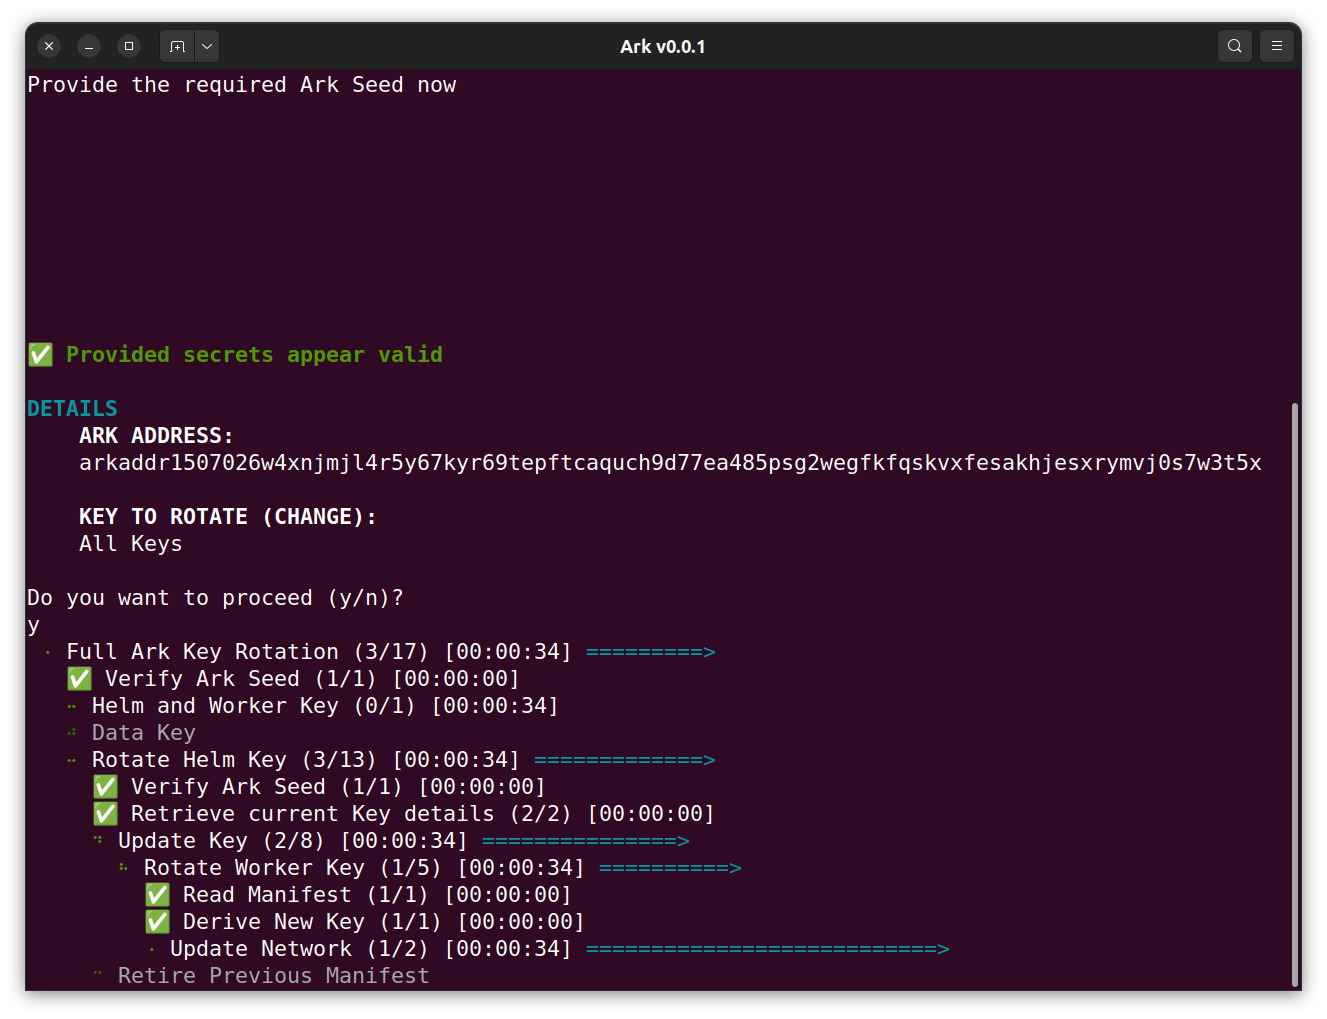 Ark v0.0.1
Provide the required Ark Seed now
✅ Provided secrets appear valid
DETAILS
ARK ADDRESS:
arkaddr1507026w4xnjmjl4r5y67kyr69tepftcaquch9d77ea485psg2wegfkfqskvxfesakhjesxrymvj0s7w3t5x
KEY TO ROTATE (CHANGE):
All Keys
Do you want to proceed (y/n)?
y
Full Ark Key Rotation (3/17) [00:00:34] =========>
✅ Verify Ark Seed (1/1) [00:00:00]
Helm and Worker Key (0/1) [00:00:34]
Data Key
Rotate Helm Key (3/13) [00:00:34] =============>
✅ Verify Ark Seed (1/1) [00:00:00]
✅ Retrieve current Key details (2/2) [00:00:00]
Update Key (2/8) [00:00:34] ===============>
Rotate Worker Key (1/5) [00:00:34] ==========>
✅ Read Manifest (1/1) [00:00:00]
✅ Derive New Key (1/1) [00:00:00]
Update Network (1/2) [00:00:34] ===========================>
Retire Previous Manifest